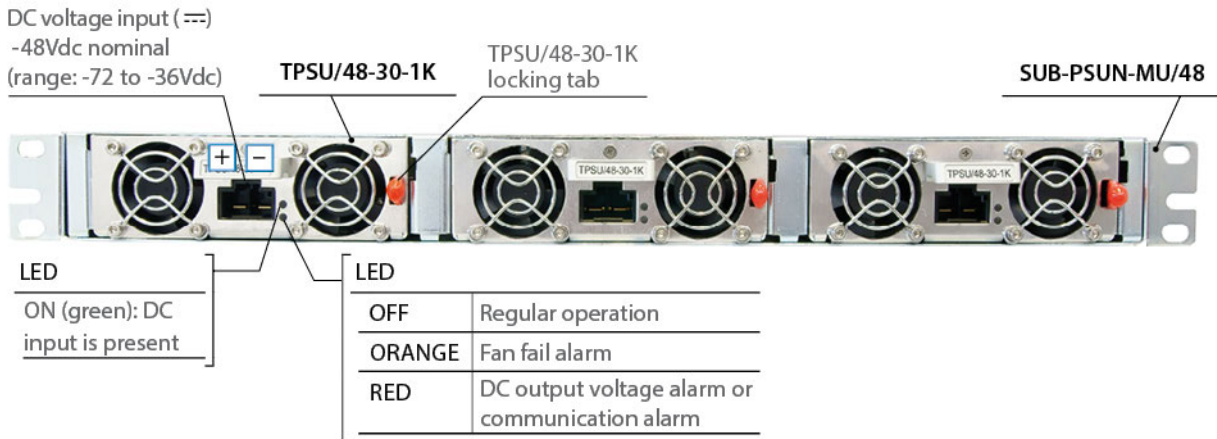 DC voltage input (⎓)
-48Vdc nominal
(range: -72 to -36Vdc)
TPSU/48-30-1K
TPSU/48-30-1K
locking tab
SUB-PSUN-MU/48
+ −
TPSU/48-30-1K
TPSU/48-30-1K
LED
ON (green): DC
input is present
LED
OFF Regular operation
ORANGE Fan fail alarm
RED DC output voltage alarm or
communication alarm